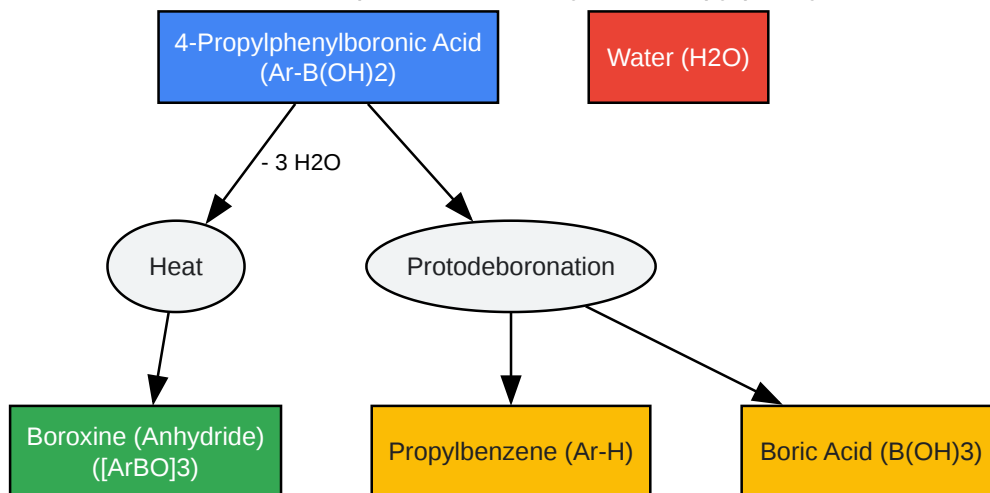 4-Propylphenylboronic Acid
(Ar-B(OH)2)
Water (H2O)
- 3 H2O
Heat
Protodeboronation
Boroxine (Anhydride)
([ArBO]3)
Propylbenzene (Ar-H)
Boric Acid (B(OH)3)